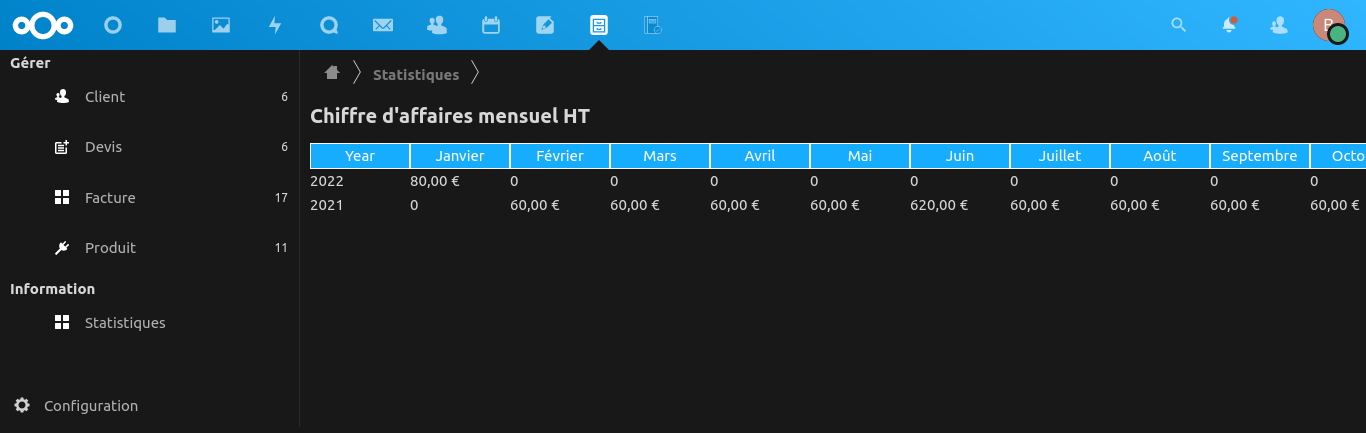 B
Gérer
Client 6
Devis 6
Facture 17
Produit 11
Information
Statistiques
Configuration
Statistiques
Chiffre d'affaires mensuel HT
Year Janvier Février Mars Avril Mai Juin Juillet Août Septembre Octo
2022 80,00 € 0 0 0 0 0 0 0 0 0
2021 0 60,00 € 60,00 € 60,00 € 60,00 € 620,00 € 60,00 € 60,00 € 60,00 € 60,00 €